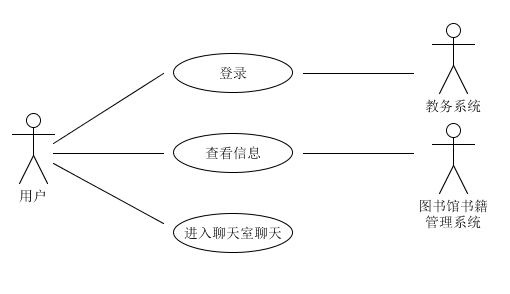 登录
教务系统
查看信息
用户
图书馆书籍
管理系统
进入聊天室聊天